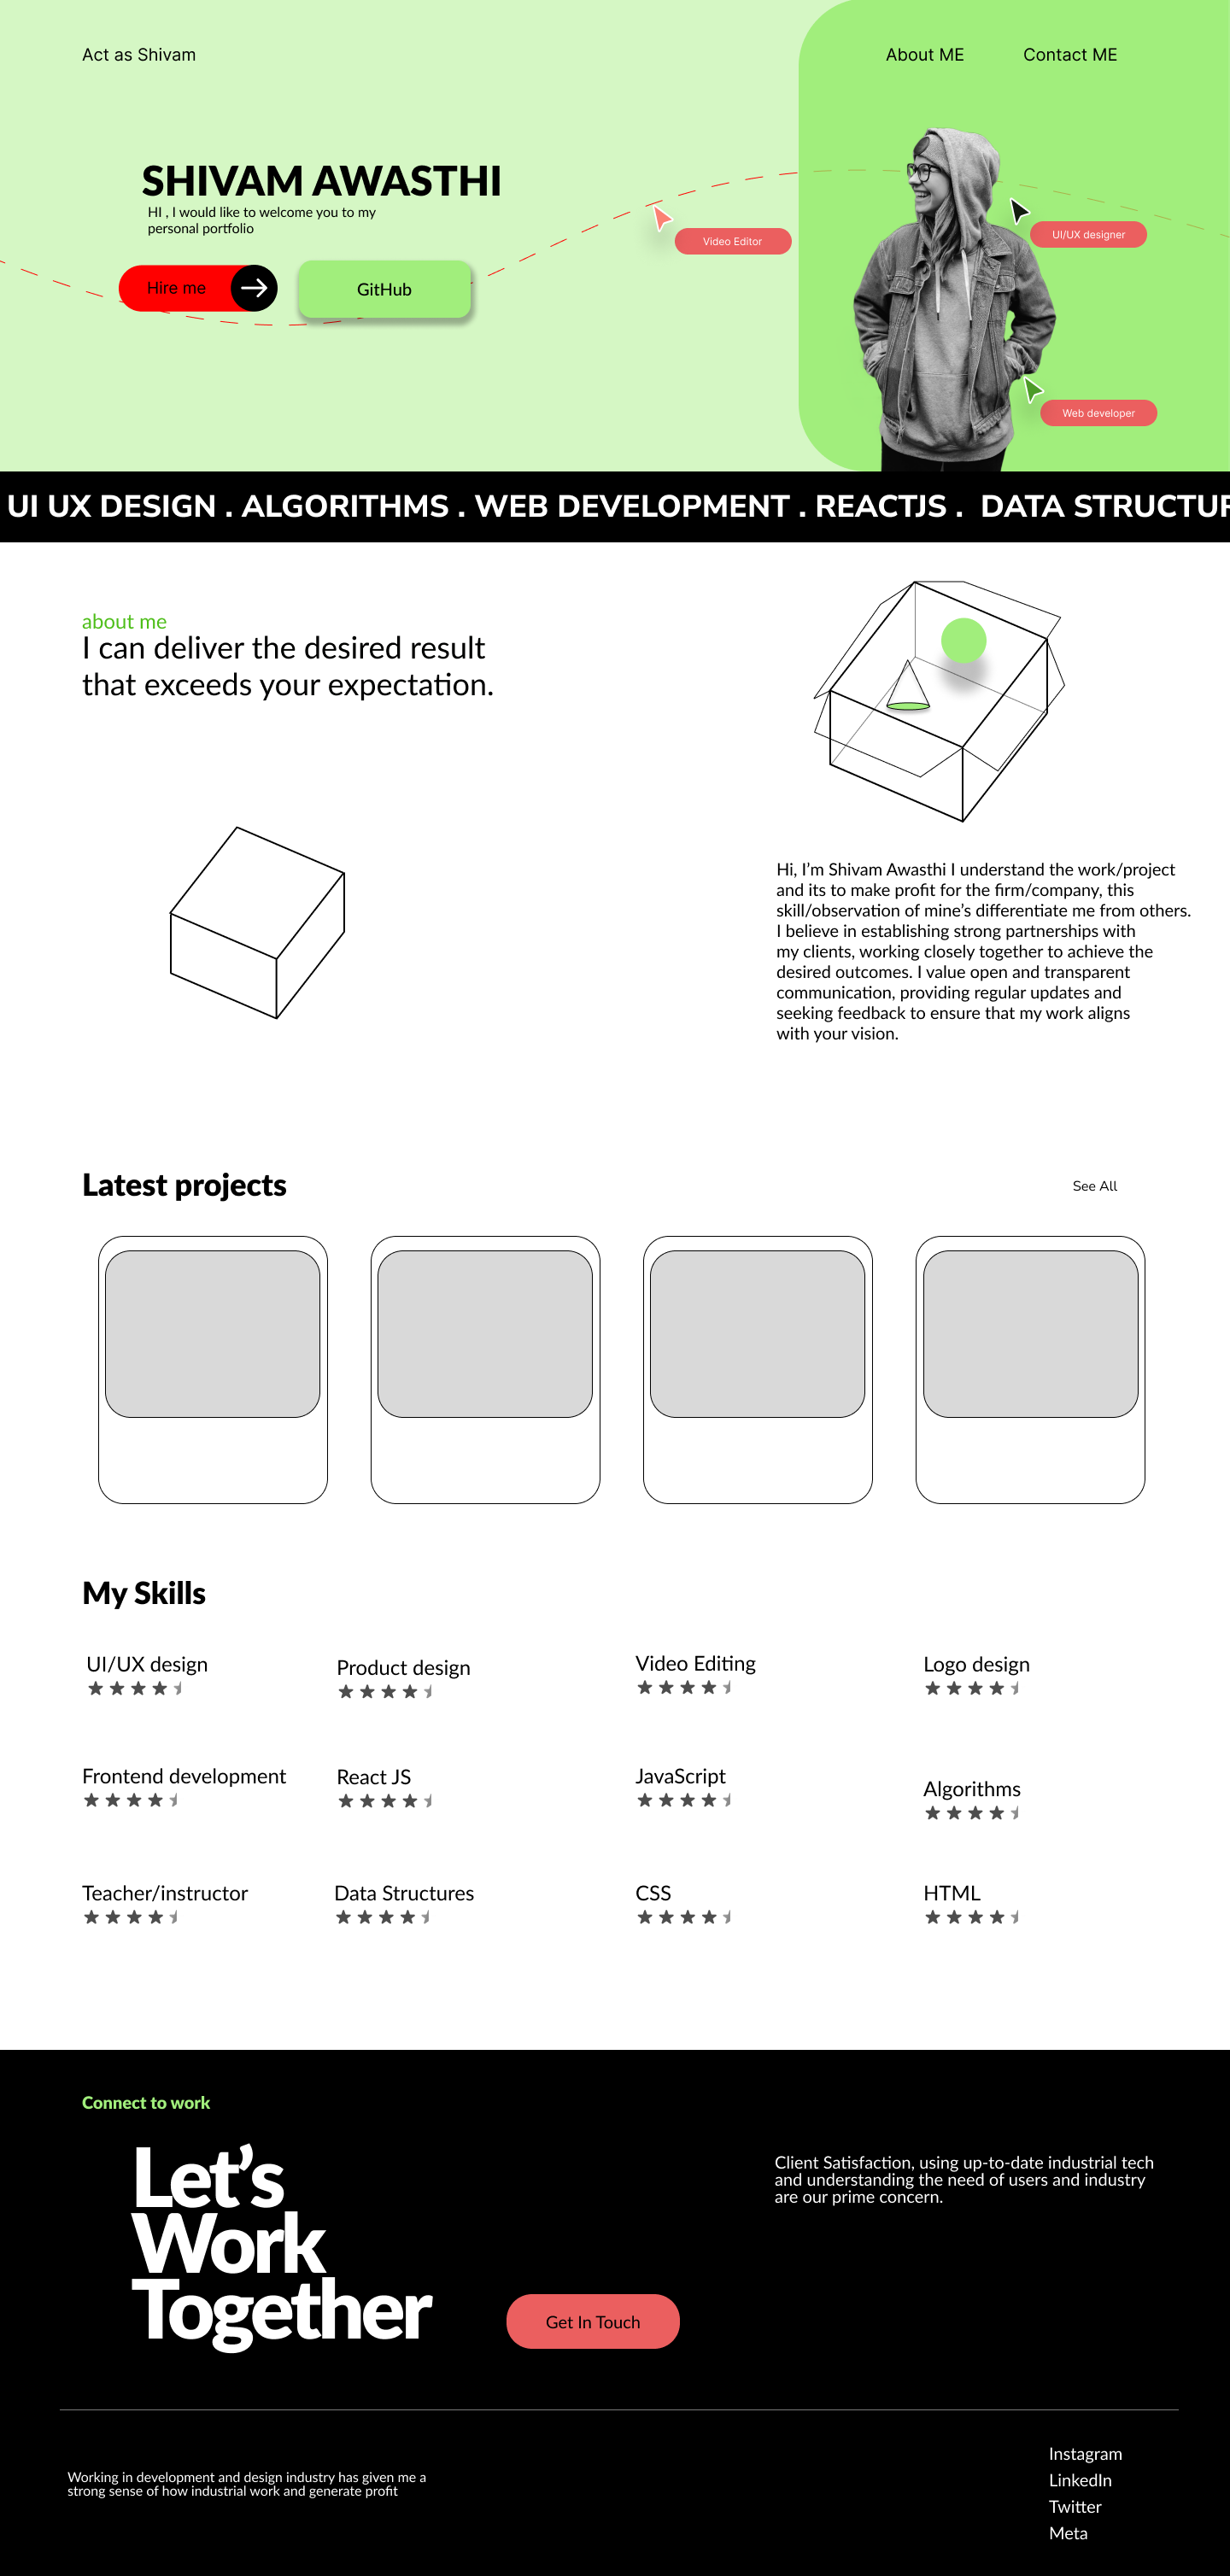 Act as Shivam
About ME
Contact ME
SHIVAM AWASTHI
HI , I would like to welcome you to my
personal portfolio
Hire me
GitHub
Video Editor
UI/UX designer
Web developer
UI UX DESIGN . ALGORITHMS . WEB DEVELOPMENT . REACTJS . DATA STRUCTUR
about me
I can deliver the desired result
that exceeds your expectation.
Hi, I’m Shivam Awasthi I understand the work/project
and its to make profit for the firm/company, this
skill/observation of mine’s differentiate me from others.
I believe in establishing strong partnerships with
my clients, working closely together to achieve the
desired outcomes. I value open and transparent
communication, providing regular updates and
seeking feedback to ensure that my work aligns
with your vision.
Latest projects
See All
My Skills
UI/UX design
Product design
Video Editing
Logo design
Frontend development
React JS
JavaScript
Algorithms
Teacher/instructor
Data Structures
CSS
HTML
Connect to work
Let’s
Work
Together
Client Satisfaction, using up-to-date industrial tech
and understanding the need of users and industry
are our prime concern.
Get In Touch
Working in development and design industry has given me a
strong sense of how industrial work and generate profit
Instagram
LinkedIn
Twitter
Meta